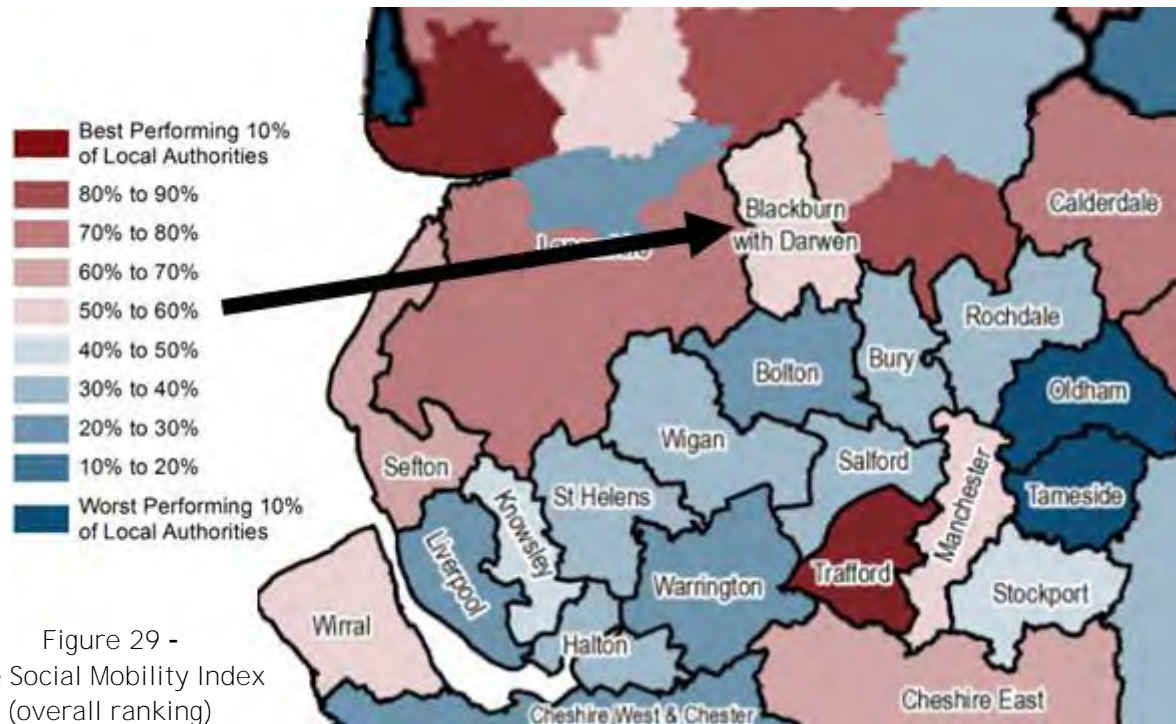 Best Performing 10%
of Local Authorities
80% to 90%
70% to 80%
60% to 70%
50% to 60%
40% to 50%
30% to 40%
20% to 30%
10% to 20%
Worst Performing 10%
of Local Authorities
Figure 29 -
Social Mobility Index
(overall ranking)
Blackburn
with Darwen
Calderdale
Rochdale
Bury
Bolton
Oldham
Wigan
Salford
Sefton
Manchester
Tameside
St Helens
Knowsley
Liverpool
Trafford
Warrington
Stockport
Wirral
Halton
Cheshire East
Cheshire West & Chester